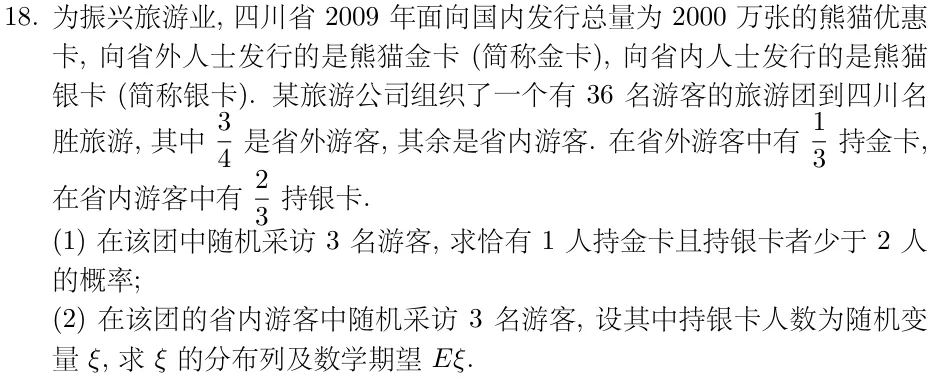 18. 为振兴旅游业, 四川省 2009 年面向国内发行总量为 2000 万张的熊猫优惠
卡, 向省外人士发行的是熊猫金卡 (简称金卡), 向省内人士发行的是熊猫
银卡 (简称银卡). 某旅游公司组织了一个有 36 名游客的旅游团到四川名
胜旅游, 其中 3/4 是省外游客, 其余是省内游客. 在省外游客中有 1/3 持金卡,
在省内游客中有 2/3 持银卡.
(1) 在该团中随机采访 3 名游客, 求恰有 1 人持金卡且持银卡者少于 2 人
的概率;
(2) 在该团的省内游客中随机采访 3 名游客, 设其中持银卡人数为随机变
量 ξ, 求 ξ 的分布列及数学期望 Eξ.